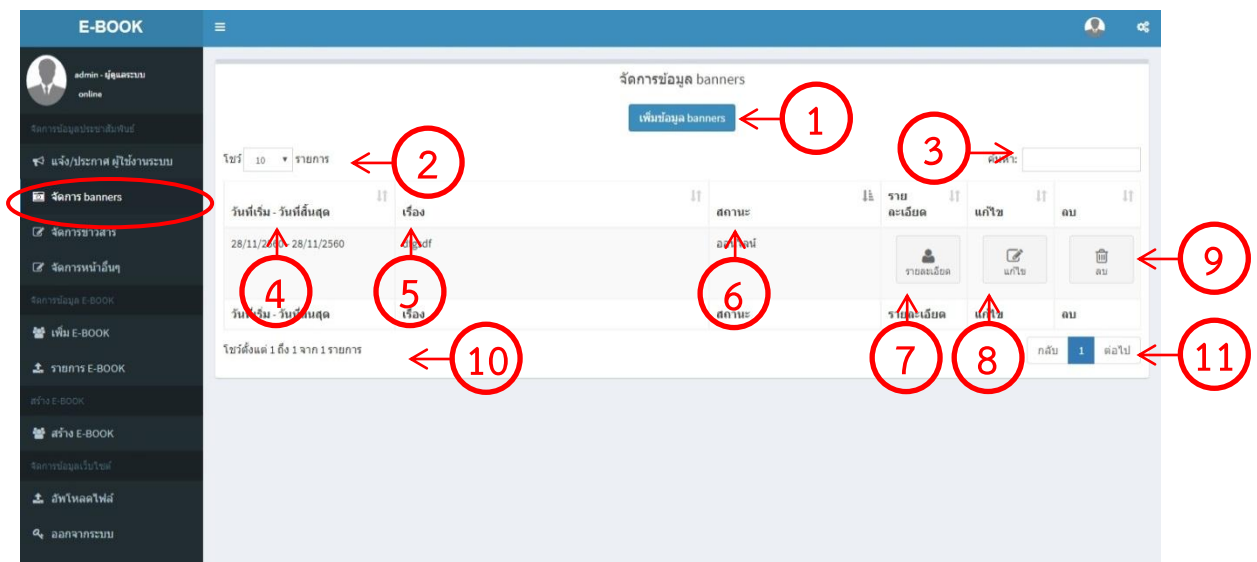 E-BOOK
admin - ผู้ดูแลระบบ
online
จัดการข้อมูลประชาสัมพันธ์
แจ้ง/ประกาศ ผู้ใช้งานระบบ
จัดการ banners
จัดการข่าวสาร
จัดการหน้าอื่นๆ
จัดการข้อมูล E-BOOK
เพิ่ม E-BOOK
รายการ E-BOOK
สร้าง E-BOOK
สร้าง E-BOOK
จัดการข้อมูลเว็บไซต์
อัพโหลดไฟล์
ออกจากระบบ
จัดการข้อมูล banners
เพิ่มข้อมูล banners
1
โชว์ 10 รายการ
2
3
ค้นหา:
วันที่เริ่ม - วันที่สิ้นสุด เรื่อง สถานะ รายละเอียด แก้ไข ลบ
28/11/2560 - 28/11/2560 ออนไลน์ รายละเอียด แก้ไข ลบ
4 5 6 9
วันที่เริ่ม - วันที่สิ้นสุด เรื่อง สถานะ รายละเอียด แก้ไข ลบ
โชว์ตั้งแต่ 1 ถึง 1 จาก 1 รายการ
10 7 8
กลับ 1 ต่อไป
11